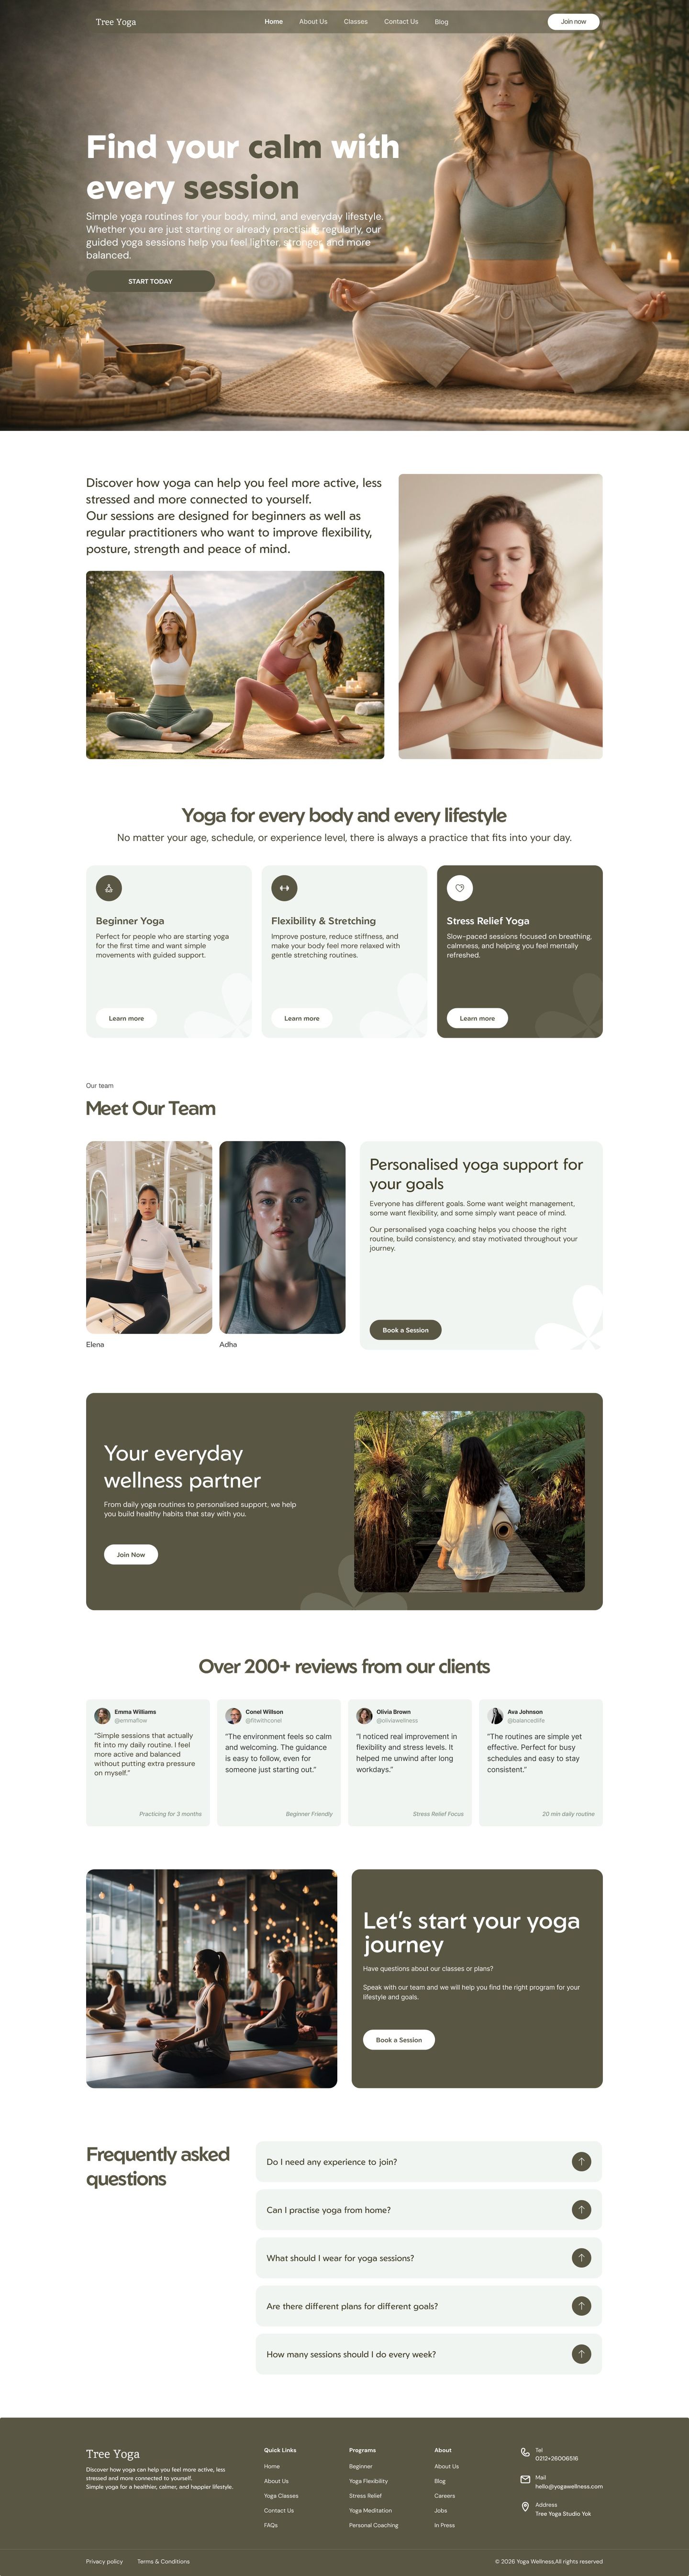 Tree Yoga
Home
About Us
Classes
Contact Us
Blog
Join now
Find your calm with
every session
Simple yoga routines for your body, mind, and everyday lifestyle.
Whether you are just starting or already practising regularly, our
guided yoga sessions help you feel lighter, stronger, and more
balanced.
START TODAY
Discover how yoga can help you feel more active, less
stressed and more connected to yourself.
Our sessions are designed for beginners as well as
regular practitioners who want to improve flexibility,
posture, strength and peace of mind.
Yoga for every body and every lifestyle
No matter your age, schedule, or experience level, there is always a practice that fits into your day.
Beginner Yoga
Perfect for people who are starting yoga
for the first time and want simple
movements with guided support.
Learn more
Flexibility & Stretching
Improve posture, reduce stiffness, and
make your body feel more relaxed with
gentle stretching routines.
Learn more
Stress Relief Yoga
Slow-paced sessions focused on breathing,
calmness, and helping you feel mentally
refreshed.
Learn more
Our team
Meet Our Team
Elena
Adha
Personalised yoga support for
your goals
Everyone has different goals. Some want weight management,
some want flexibility, and some simply want peace of mind.
Our personalised yoga coaching helps you choose the right
routine, build consistency, and stay motivated throughout your
journey.
Book a Session
Your everyday
wellness partner
From daily yoga routines to personalised support, we help
you build healthy habits that stay with you.
Join Now
Over 200+ reviews from our clients
Emma Williams
@emmaflow
"Simple sessions that actually
fit into my daily routine. I feel
more active and balanced
without putting extra pressure
on myself."
Practicing for 3 months
Conel Willson
@fitwithconel
"The environment feels so calm
and welcoming. The guidance
is easy to follow, even for
someone just starting out."
Beginner Friendly
Olivia Brown
@oliviawellness
"I noticed real improvement in
flexibility and stress levels. It
helped me unwind after long
workdays."
Stress Relief Focus
Ava Johnson
@balancedlife
"The routines are simple yet
effective. Perfect for busy
schedules and easy to stay
consistent."
20 min daily routine
Let's start your yoga
journey
Have questions about our classes or plans?
Speak with our team and we will help you find the right program for your
lifestyle and goals.
Book a Session
Frequently asked
questions
Do I need any experience to join?
Can I practise yoga from home?
What should I wear for yoga sessions?
Are there different plans for different goals?
How many sessions should I do every week?
Tree Yoga
Discover how yoga can help you feel more active, less
stressed and more connected to yourself.
Simple yoga for a healthier, calmer, and happier lifestyle.
Quick Links
Home
About Us
Yoga Classes
Contact Us
FAQs
Programs
Beginner
Yoga Flexibility
Stress Relief
Yoga Meditation
Personal Coaching
About
About Us
Blog
Careers
Jobs
In Press
Tel
0212+26006516
Mail
hello@yogawellness.com
Address
Tree Yoga Studio Yok
Privacy policy
Terms & Conditions
© 2026 Yoga Wellness,All rights reserved